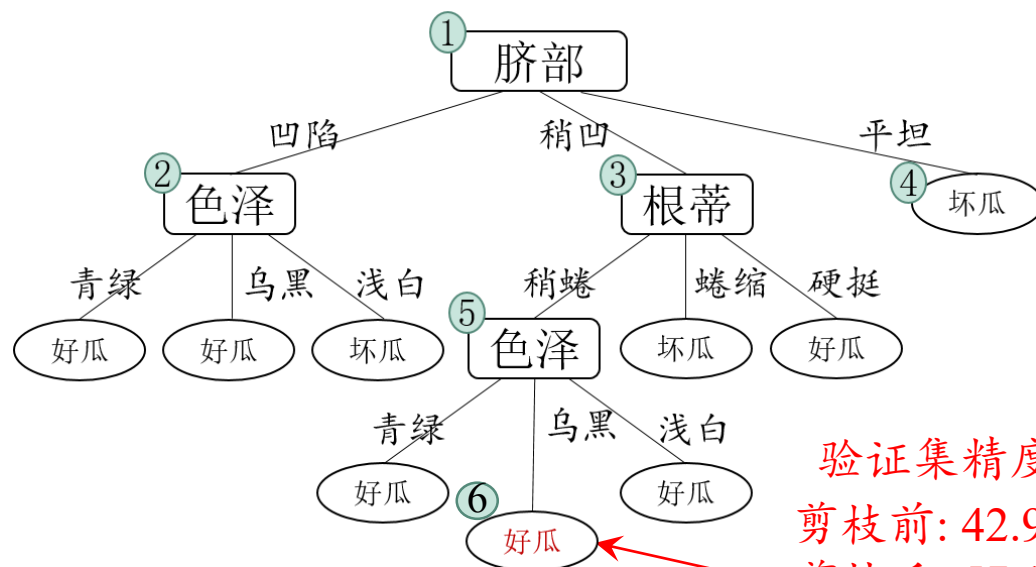 ① 脐部
凹陷 稍凹 平坦
② 色泽 ③ 根蒂 ④ 坏瓜
青绿 乌黑 浅白 稍蜷 蜷缩 硬挺
好瓜 好瓜 坏瓜 ⑤ 色泽 坏瓜 好瓜
青绿 乌黑 浅白
验证集精度
好瓜 ⑥ 好瓜
剪枝前: 42.9
好瓜